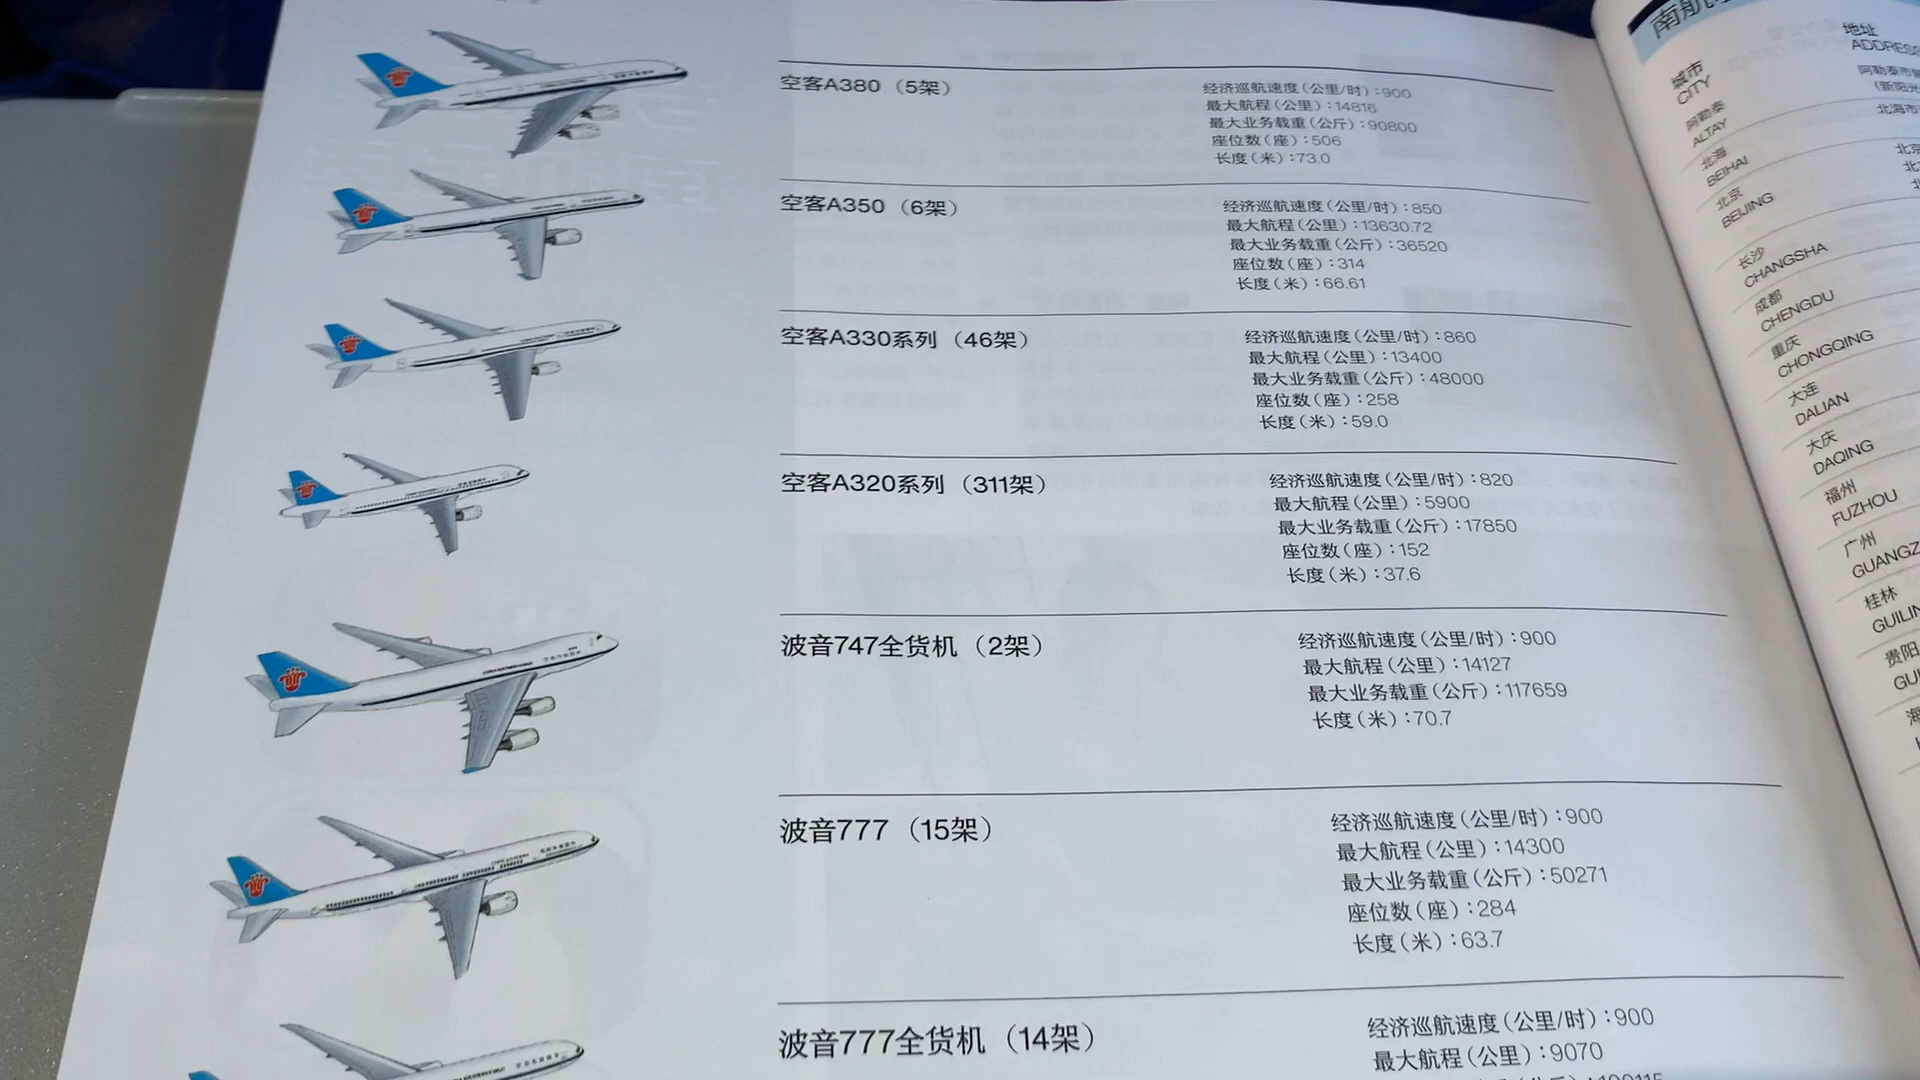 空客A380（5架）
经济巡航速度（公里/时）：900
最大航程（公里）：14816
最大业务载重（公斤）：90800
座位数（座）：506
长度（米）：73.0
空客A350（6架）
经济巡航速度（公里/时）：850
最大航程（公里）：13630.72
最大业务载重（公斤）：36520
座位数（座）：314
长度（米）：66.61
空客A330系列（46架）
经济巡航速度（公里/时）：860
最大航程（公里）：13400
最大业务载重（公斤）：48000
座位数（座）：258
长度（米）：59.0
空客A320系列（311架）
经济巡航速度（公里/时）：820
最大航程（公里）：5900
最大业务载重（公斤）：17850
座位数（座）：152
长度（米）：37.6
波音747全货机（2架）
经济巡航速度（公里/时）：900
最大航程（公里）：14127
最大业务载重（公斤）：117659
长度（米）：70.7
波音777（15架）
经济巡航速度（公里/时）：900
最大航程（公里）：14300
最大业务载重（公斤）：50271
座位数（座）：284
长度（米）：63.7
波音777全货机（14架）
经济巡航速度（公里/时）：900
最大航程（公里）：9070
南航
城市
CITY
地址
ADDRESS
阿勒泰
ALTAY
阿勒泰市
北海
BEIHAI
北海市
北京
BEIJING
北京
长沙
CHANGSHA
成都
CHENGDU
重庆
CHONGQING
大连
DALIAN
大庆
DAQING
福州
FUZHOU
广州
GUANGZ
桂林
GUILIN
贵阳
GUI